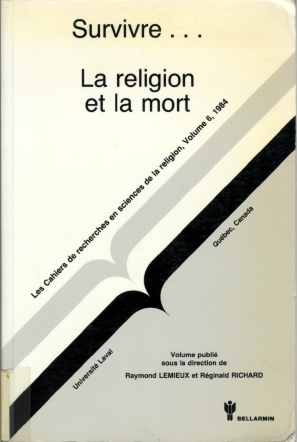 Survivre...
La religion
et la mort
Les Cahiers de recherches en sciences de la religion, Volume 6, 1984
Québec, Canada
Université Laval
Volume publié
sous la direction de
Raymond LEMIEUX et Réginald RICHARD
BELLARMIN